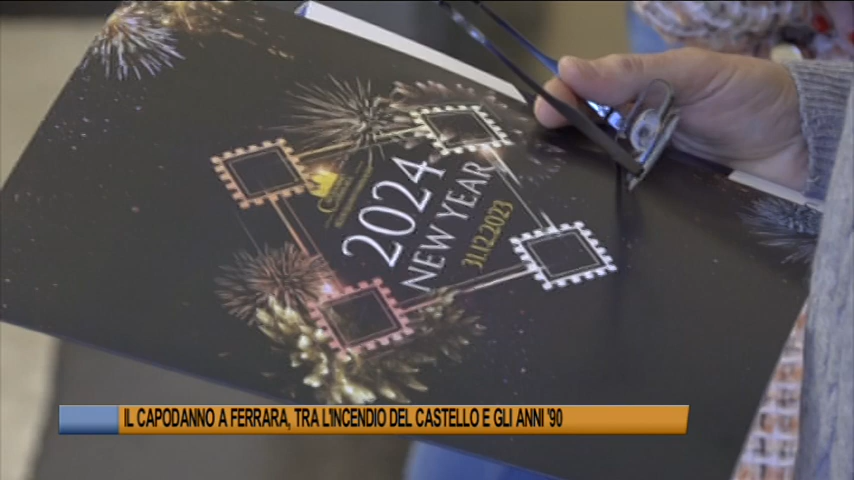 2024
NEW YEAR
31.12.2023
IL CAPODANNO A FERRARA, TRA L'INCENDIO DEL CASTELLO E GLI ANNI '90